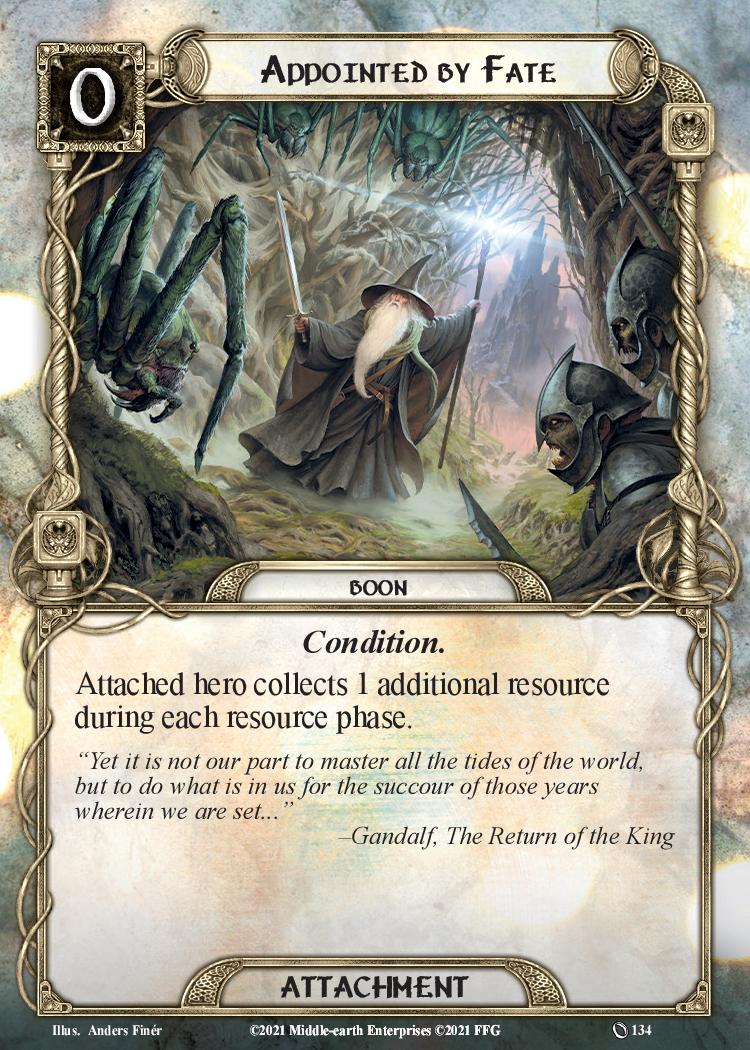 0
Appointed by Fate
BOON
Condition.
Attached hero collects 1 additional resource
during each resource phase.
“Yet it is not our part to master all the tides of the world,
but to do what is in us for the succour of those years
wherein we are set...”
–Gandalf, The Return of the King
ATTACHMENT
Illus. Anders Finér ©2021 Middle-earth Enterprises ©2021 FFG 134